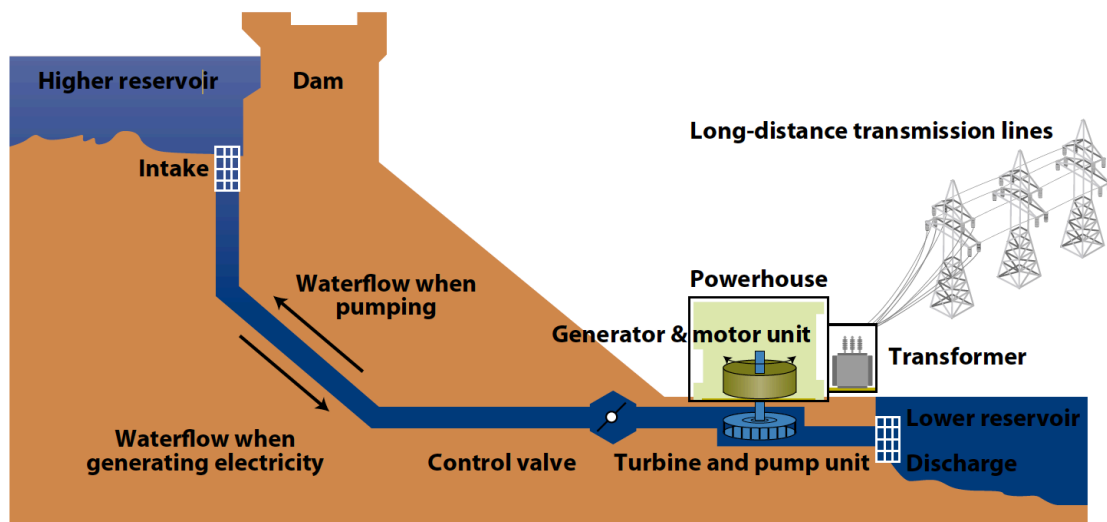 Higher reservoir
Dam
Long-distance transmission lines
Intake
Waterflow when
pumping
Powerhouse
Generator & motor unit
Transformer
Lower reservoir
Waterflow when
generating electricity
Control valve
Turbine and pump unit
Discharge